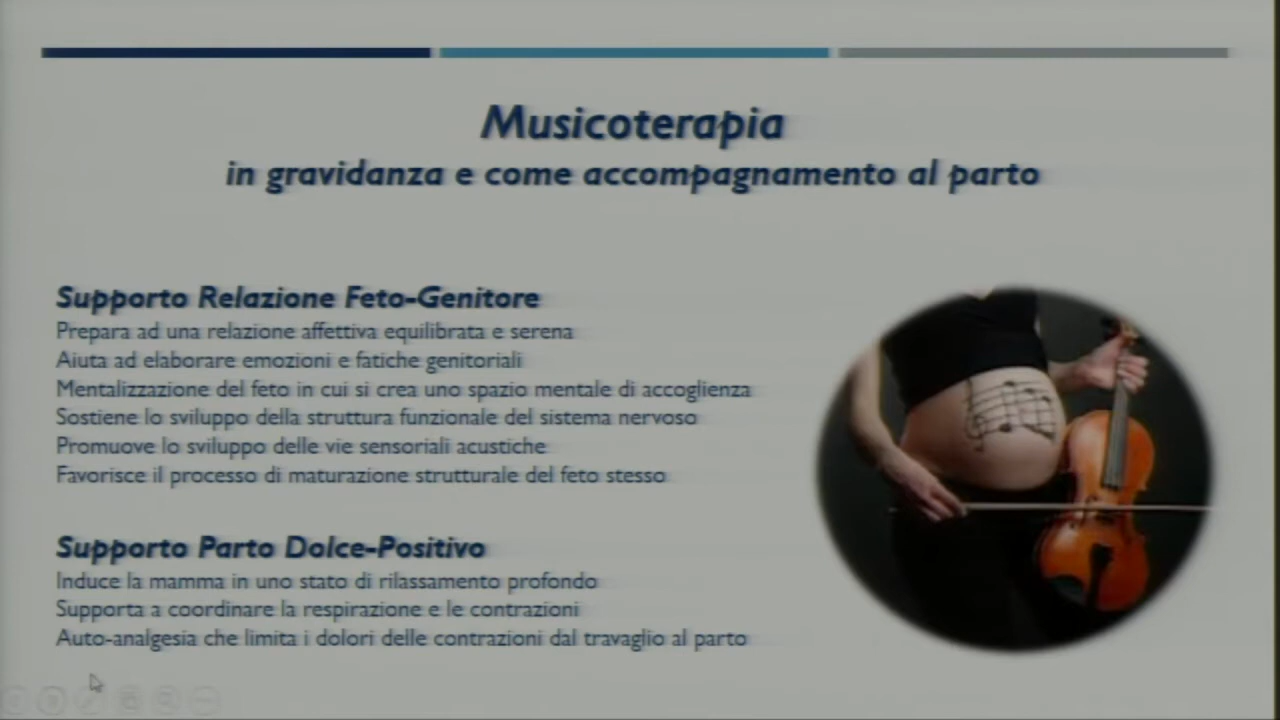 Musicoterapia
in gravidanza e come accompagnamento al parto
Supporto Relazione Feto-Genitore
Prepara ad una relazione affettiva equilibrata e serena
Aiuta ad elaborare emozioni e fatiche genitoriali
Mentalizzazione del feto in cui si crea uno spazio mentale di accoglienza
Sostiene lo sviluppo della struttura funzionale del sistema nervoso
Promuove lo sviluppo delle vie sensoriali acustiche
Favorisce il processo di maturazione strutturale del feto stesso
Supporto Parto Dolce-Positivo
Induce la mamma in uno stato di rilassamento profondo
Supporta a coordinare la respirazione e le contrazioni
Auto-analgesia che limita i dolori delle contrazioni dal travaglio al parto